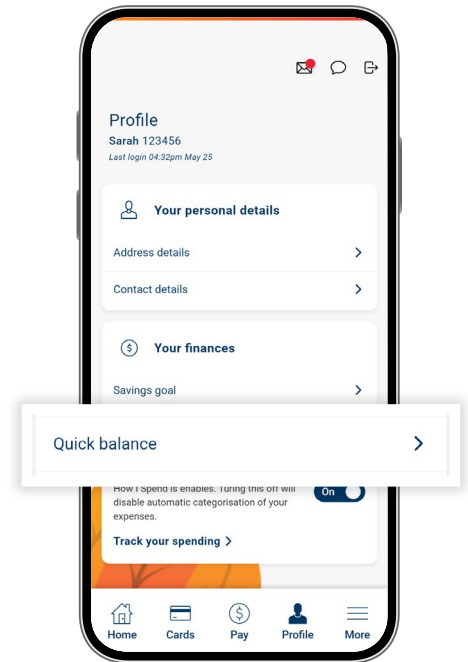 Profile
Sarah 123456
Last login 04:32pm May 25
Your personal details
Address details
Contact details
$ Your finances
Savings goal
Quick balance
How I Spend is enables. Turing this off will
disable automatic categorisation of your
expenses.
On
Track your spending
$
Home Cards Pay Profile More